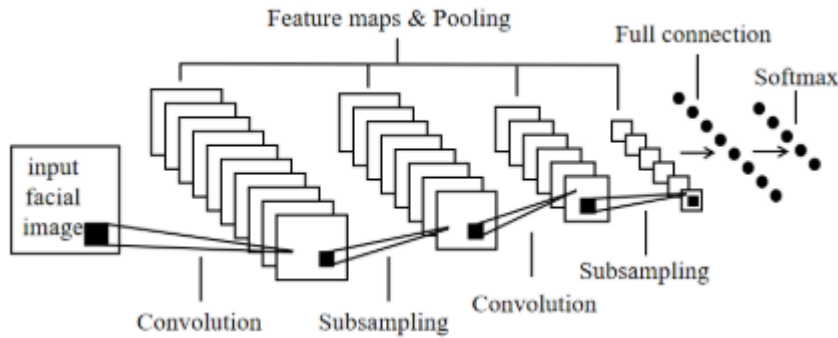 Feature maps & Pooling
Full connection
Softmax
input
facial
image
Subsampling
Convolution
Subsampling
Convolution